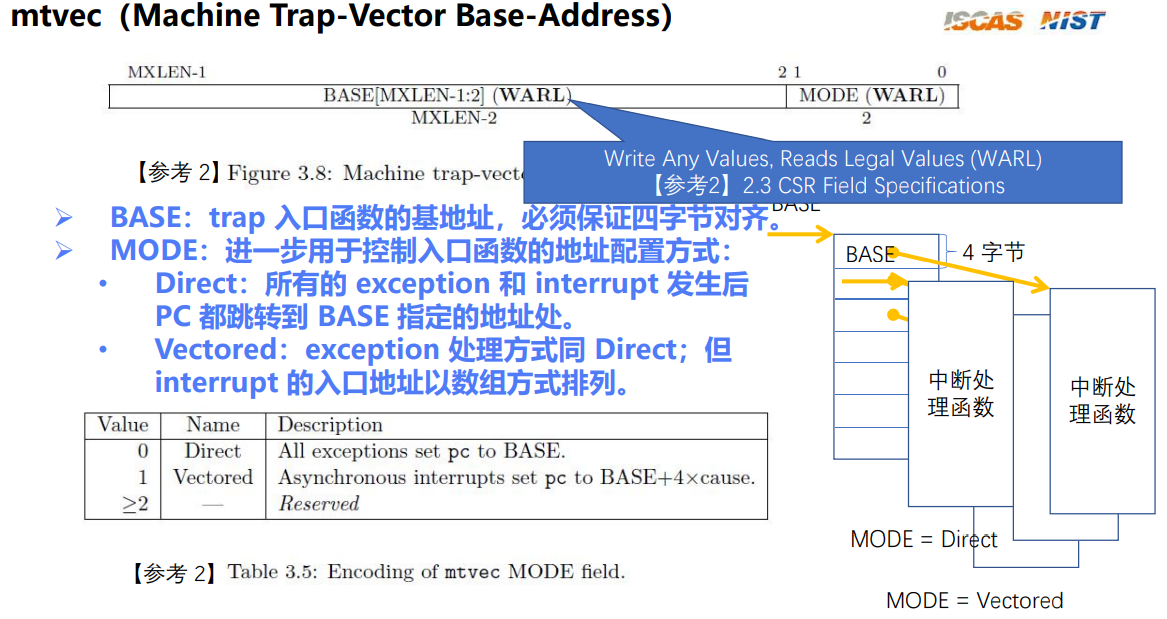 mtvec（Machine Trap-Vector Base-Address）
ISCAS NIST
MXLEN-1 2 1 0
BASE[MXLEN-1:2] (WARL) MODE (WARL)
MXLEN-2 2
Write Any Values, Reads Legal Values (WARL)
【参考2】2.3 CSR Field Specifications
【参考 2】Figure 3.8: Machine trap-vect
➢ BASE：trap 入口函数的基地址，必须保证四字节对齐。
➢ MODE：进一步用于控制入口函数的地址配置方式：
• Direct：所有的 exception 和 interrupt 发生后
PC 都跳转到 BASE 指定的地址处。
• Vectored：exception 处理方式同 Direct；但
interrupt 的入口地址以数组方式排列。
BASE
BASE
4 字节
中断处
理函数
中断处
理函数
MODE = Direct
MODE = Vectored
Value Name Description
0 Direct All exceptions set pc to BASE.
1 Vectored Asynchronous interrupts set pc to BASE+4×cause.
≥2 — Reserved
【参考 2】Table 3.5: Encoding of mtvec MODE field.